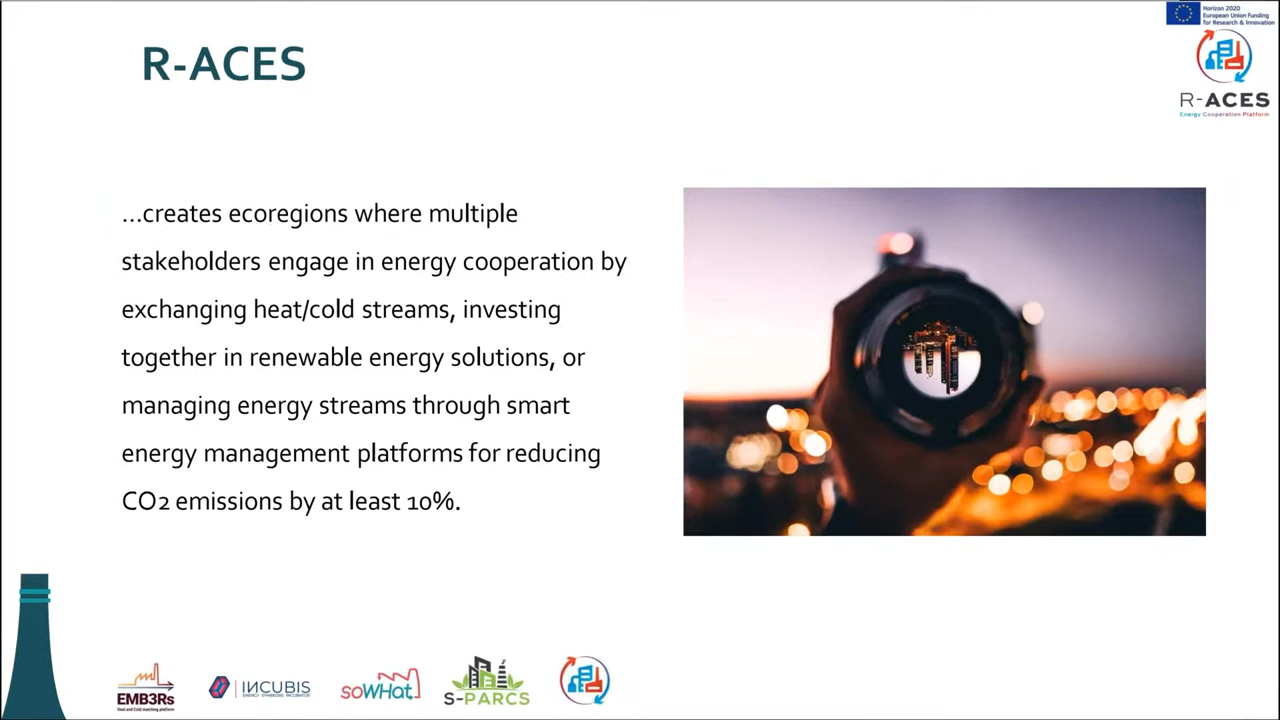 R-ACES
Horizon 2020
European Union Funding
for Research & Innovation
R-ACES
Energy Cooperation Platform
...creates ecoregions where multiple
stakeholders engage in energy cooperation by
exchanging heat/cold streams, investing
together in renewable energy solutions, or
managing energy streams through smart
energy management platforms for reducing
CO2 emissions by at least 10%.
EMB3Rs
Heat and Cold matching platform
INCUBIS
ENERGY SYMBIOSIS INCUBATOR
soWHat
S-PARCS